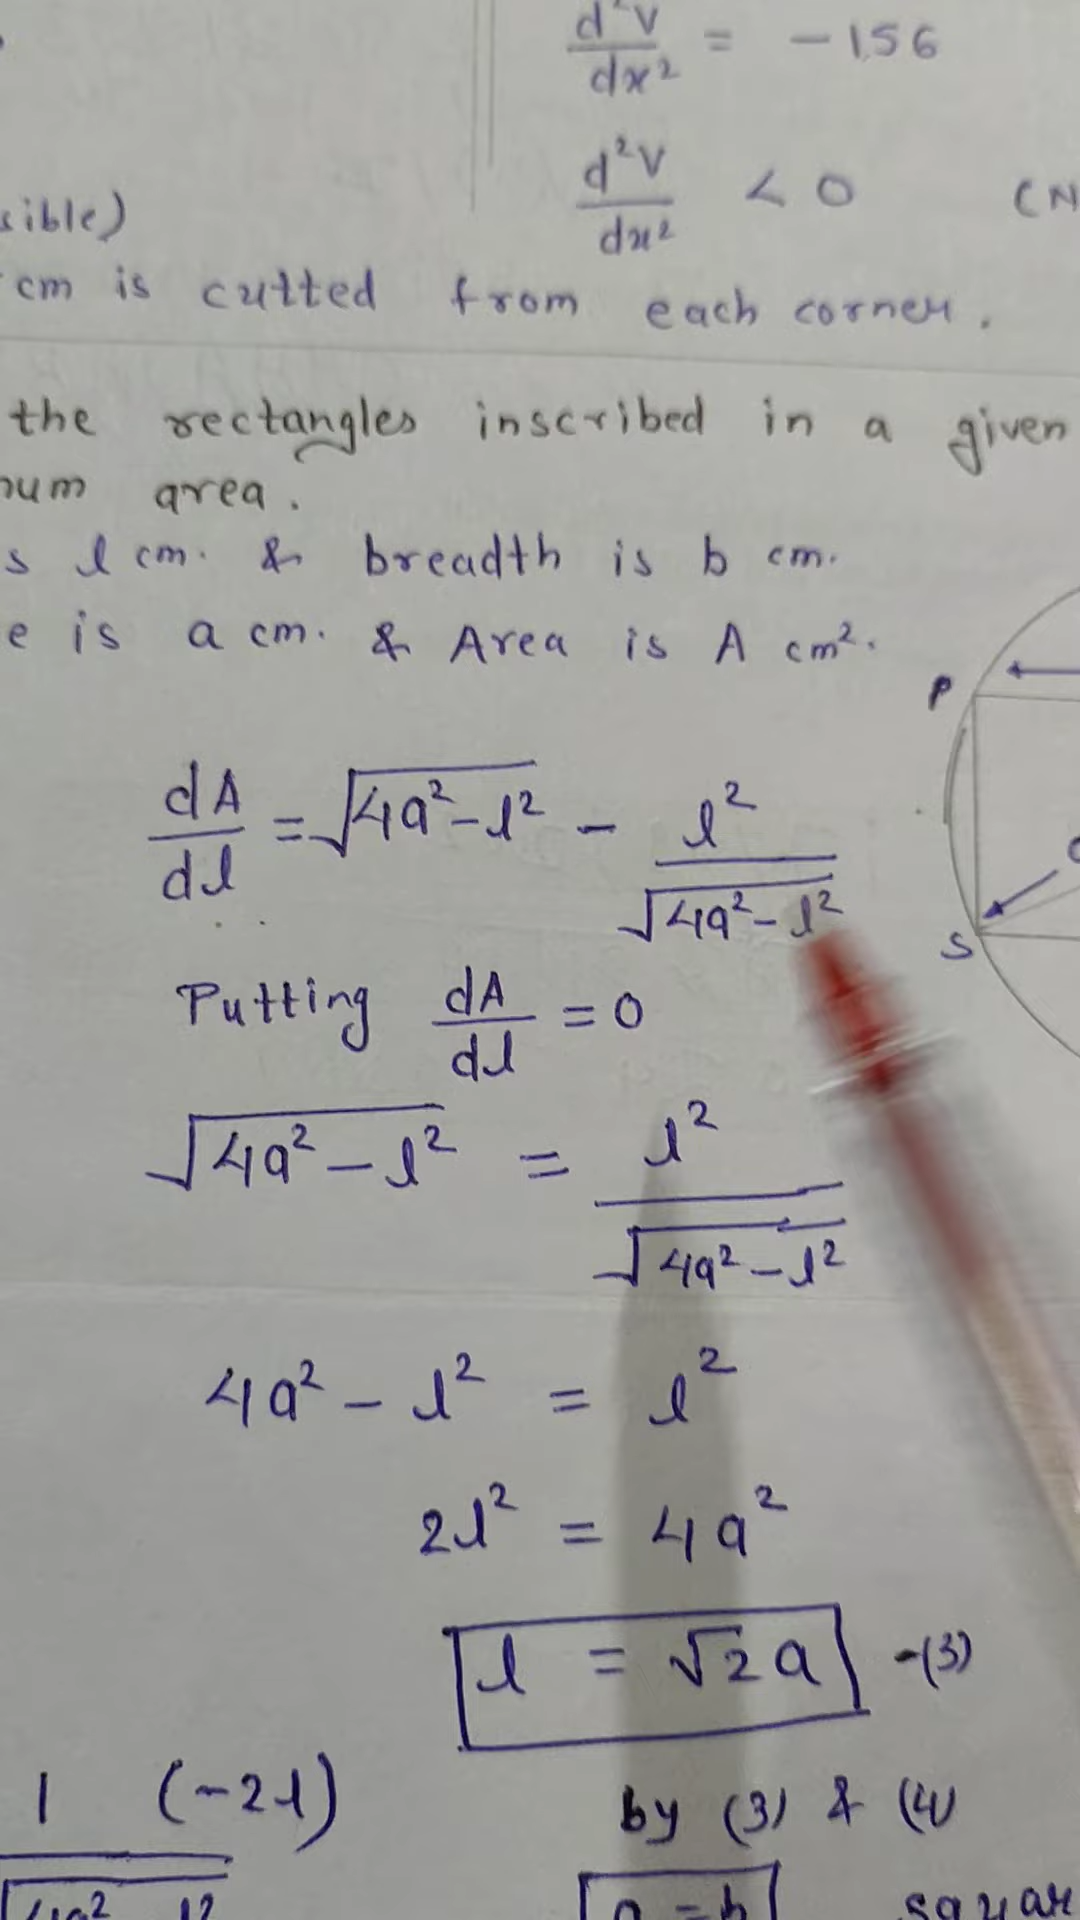 d²V/dx² = -156
d²V/dx² < 0 (N
sible)
cm is cutted from each corner.
the rectangles inscribed in a given
num area.
s l cm. & breadth is b cm.
e is a cm. & Area is A cm².
P
dA/dl = √(4a²-l²) - l²/√(4a²-l²)
S
Putting dA/dl = 0
√(4a²-l²) = l²/√(4a²-l²)
4a² - l² = l²
2l² = 4a²
l = √2a -(3)
1 (-2l)
by (3) & (4)
√4a² l²
= b squar